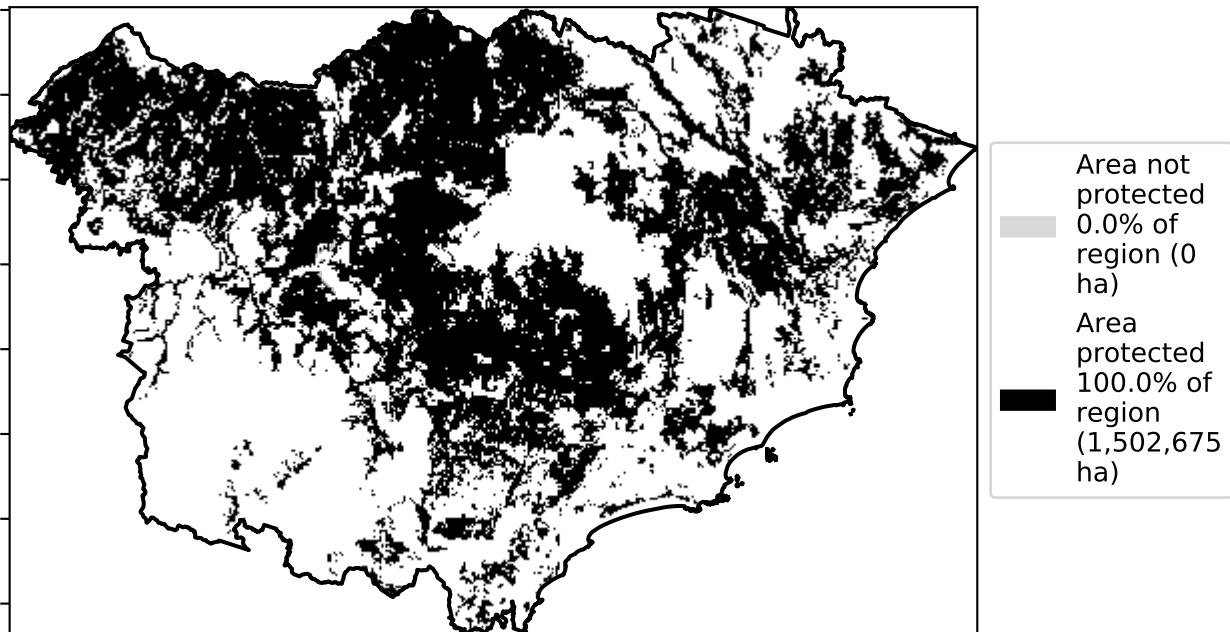 Area not
protected
0.0% of
region (0
ha)
Area
protected
100.0% of
region
(1,502,675
ha)